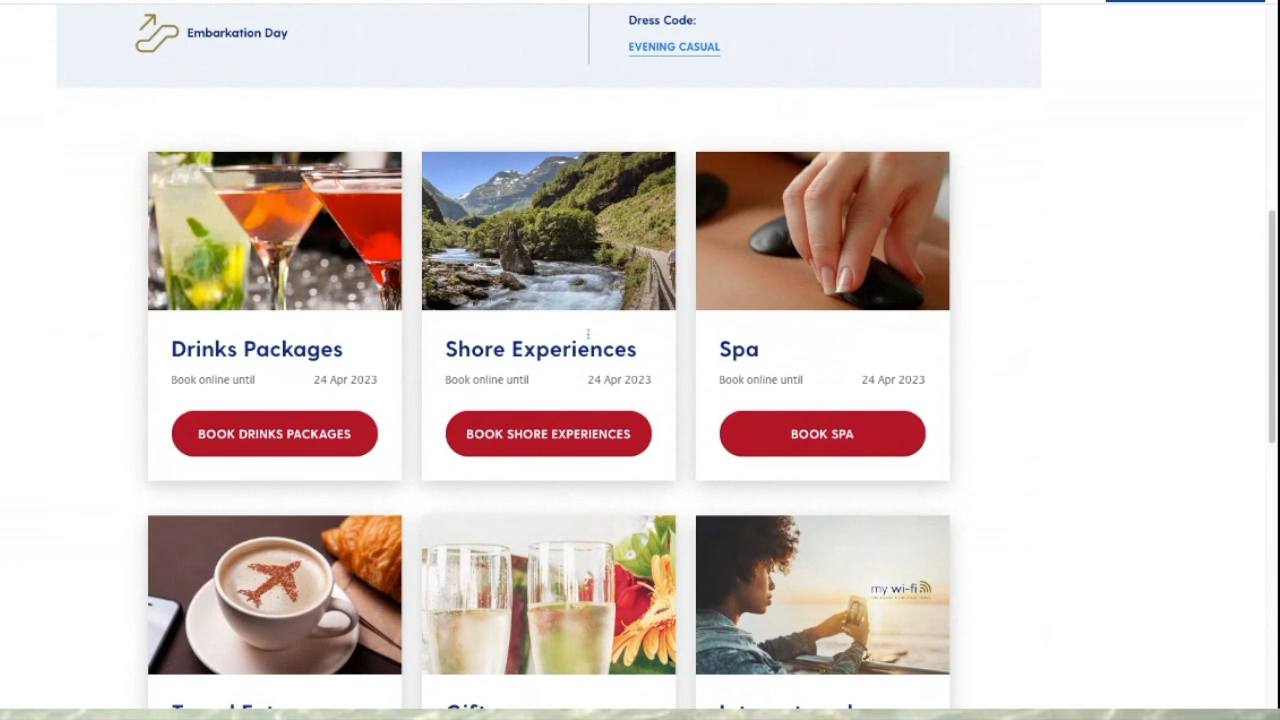 Embarkation Day
Dress Code:
EVENING CASUAL
Drinks Packages
Book online until 24 Apr 2023
BOOK DRINKS PACKAGES
Shore Experiences
Book online until 24 Apr 2023
BOOK SHORE EXPERIENCES
Spa
Book online until 24 Apr 2023
BOOK SPA
my wi-fi